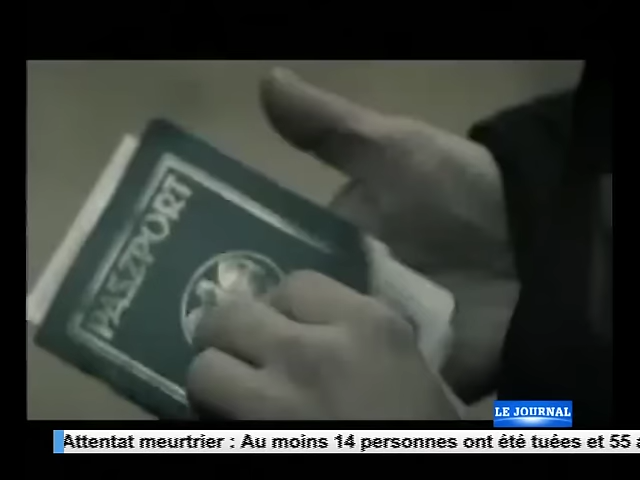 PASZPORT
LE JOURNAL
Attentat meurtrier : Au moins 14 personnes ont été tuées et 55